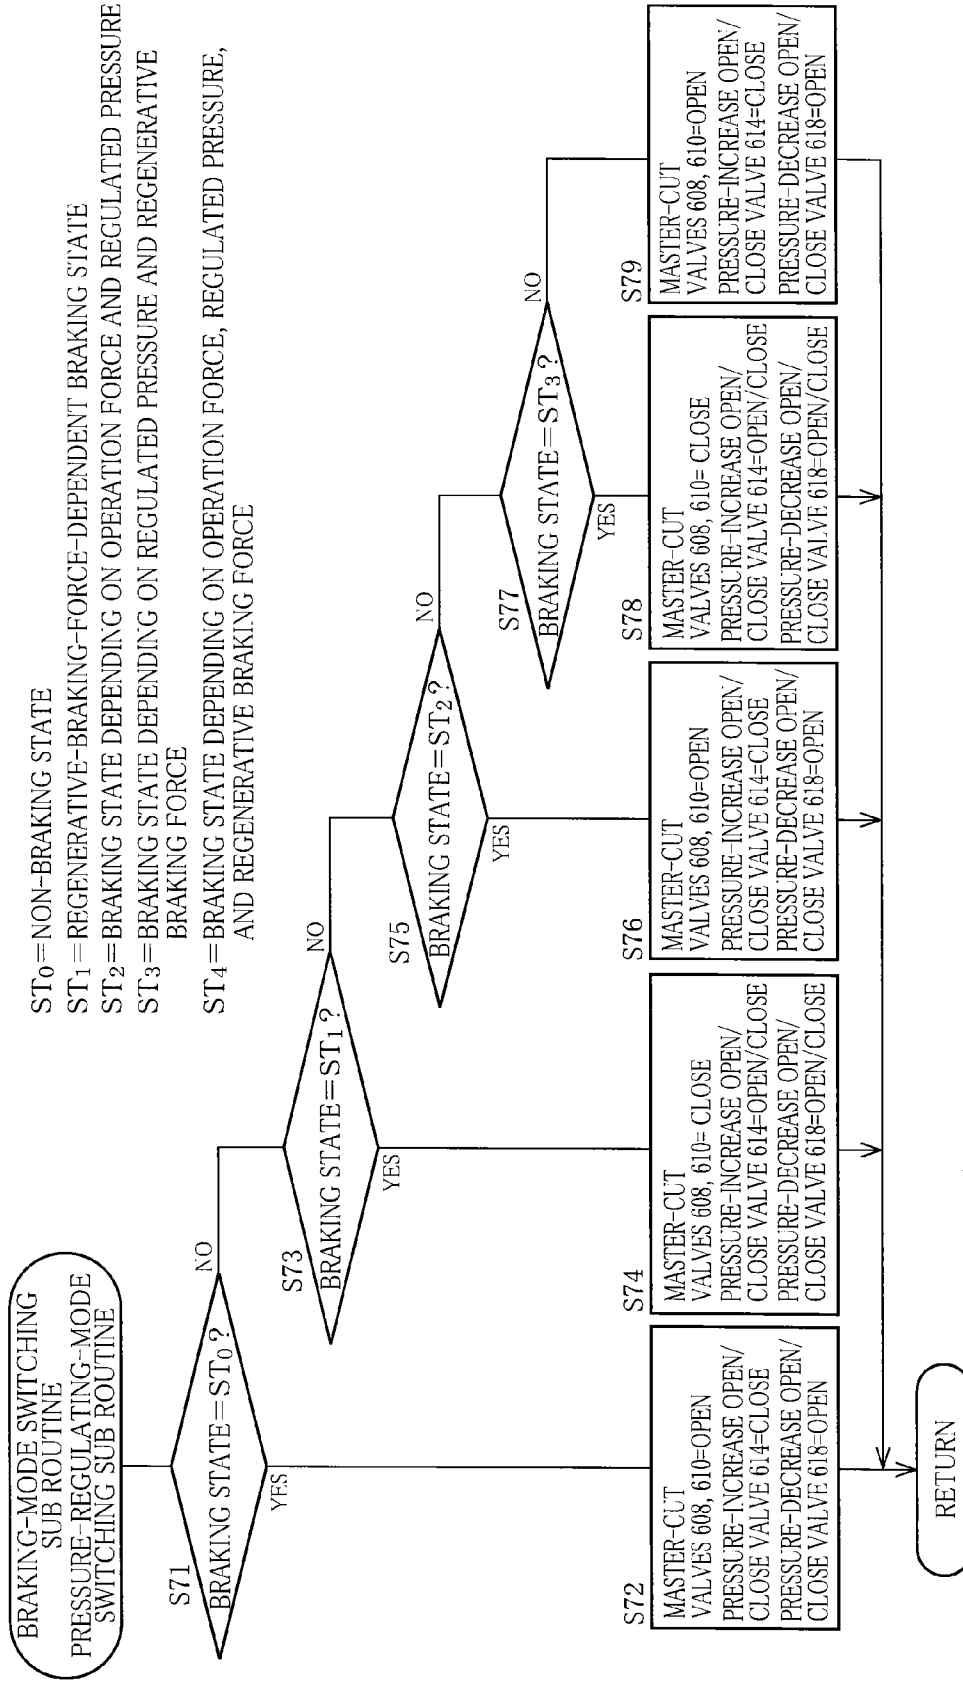 BRAKING-MODE SWITCHING
SUB ROUTINE
PRESSURE-REGULATING-MODE
SWITCHING SUB ROUTINE
ST0=NON-BRAKING STATE
ST1=REGENERATIVE-BRAKING-FORCE-DEPENDENT BRAKING STATE
ST2=BRAKING STATE DEPENDING ON OPERATION FORCE AND REGULATED PRESSURE
ST3=BRAKING STATE DEPENDING ON REGULATED PRESSURE AND REGENERATIVE
BRAKING FORCE
ST4=BRAKING STATE DEPENDING ON OPERATION FORCE, REGULATED PRESSURE,
AND REGENERATIVE BRAKING FORCE
S71
BRAKING STATE=ST0?
NO
YES
S73
BRAKING STATE=ST1?
NO
YES
S75
BRAKING STATE=ST2?
NO
YES
S77
BRAKING STATE=ST3?
NO
YES
S72
MASTER-CUT
VALVES 608, 610=OPEN
PRESSURE-INCREASE OPEN/
CLOSE VALVE 614=CLOSE
PRESSURE-DECREASE OPEN/
CLOSE VALVE 618=OPEN
S74
MASTER-CUT
VALVES 608, 610= CLOSE
PRESSURE-INCREASE OPEN/
CLOSE VALVE 614=OPEN/CLOSE
PRESSURE-DECREASE OPEN/
CLOSE VALVE 618=OPEN/CLOSE
S76
MASTER-CUT
VALVES 608, 610=OPEN
PRESSURE-INCREASE OPEN/
CLOSE VALVE 614=CLOSE
PRESSURE-DECREASE OPEN/
CLOSE VALVE 618=OPEN
S78
MASTER-CUT
VALVES 608, 610= CLOSE
PRESSURE-INCREASE OPEN/
CLOSE VALVE 614=OPEN/CLOSE
PRESSURE-DECREASE OPEN/
CLOSE VALVE 618=OPEN/CLOSE
S79
MASTER-CUT
VALVES 608, 610=OPEN
PRESSURE-INCREASE OPEN/
CLOSE VALVE 614=CLOSE
PRESSURE-DECREASE OPEN/
CLOSE VALVE 618=OPEN
RETURN